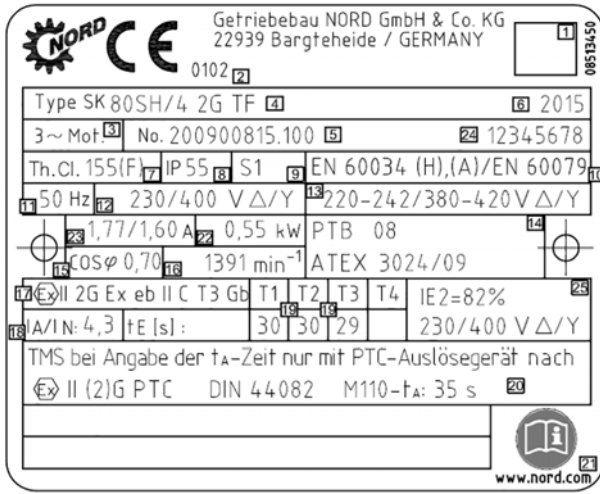 NORD
Getriebebau NORD GmbH & Co. KG
22939 Bargteheide / GERMANY
1
08513450
0102 2
Type SK 80SH/4 2G TF 4 6 2015
3~ Mot. 3 No. 200900815.100 5 24 12345678
Th.Cl. 155(F) 7 IP 55 8 S1 9 EN 60034 (H),(A)/EN 60079 10
11 50 Hz 12 230/400 V Δ/Y 13 220-242/380-420V Δ/Y
23 1,77/1,60 A 22 0,55 kW PTB 08 14
15 COSφ 0,70 16 1391 min⁻¹ ATEX 3024/09
17 Ex II 2G Ex eb II C T3 Gb T1 T2 T3 T4 IE2=82% 25
18 IA/I N: 4,3 tE [s] : 19 19 30 30 29 230/400 V Δ/Y
TMS bei Angabe der tA-Zeit nur mit PTC-Auslösegerät nach
Ex II (2)G PTC DIN 44082 M110-tA: 35 s 20
21
www.nord.com